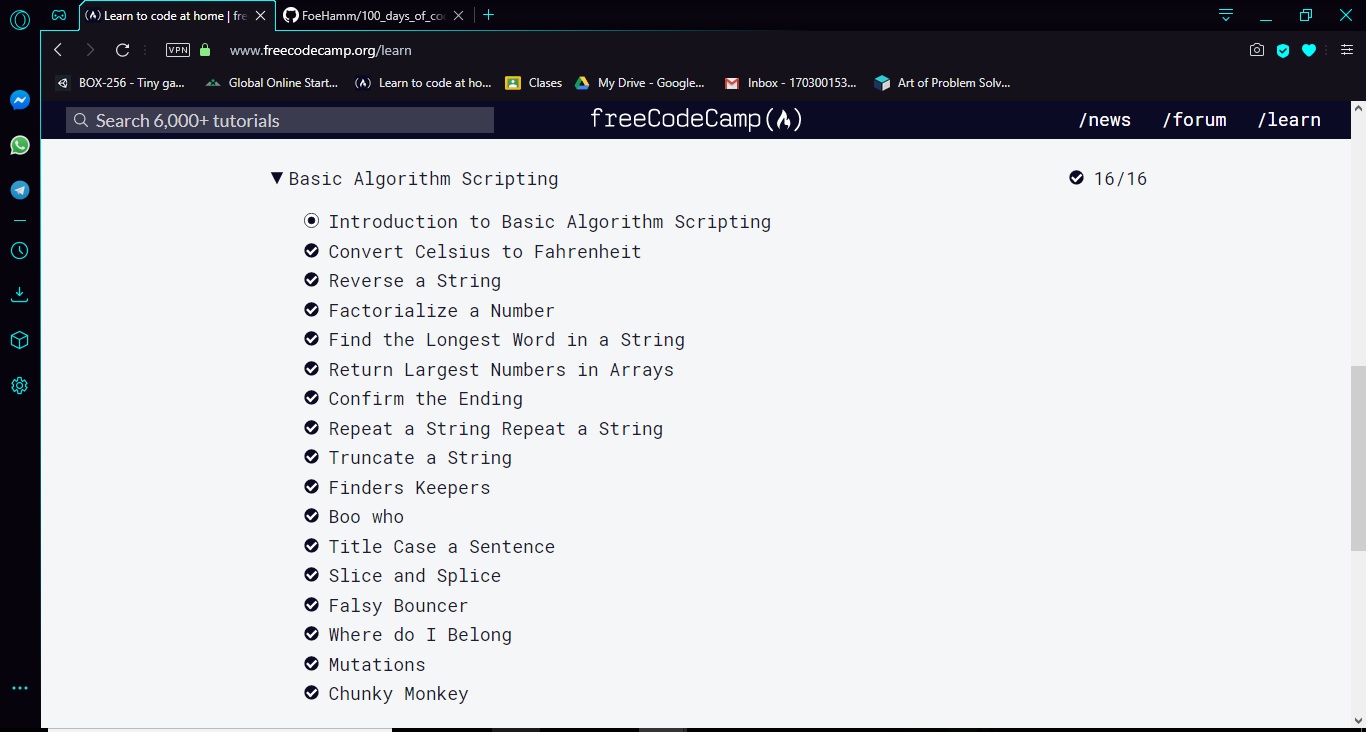 (A) Learn to code at home | fre
FoeHamm/100_days_of_co
VPN
www.freecodecamp.org/learn
BOX-256 - Tiny ga...
Global Online Start...
(A) Learn to code at ho...
Clases
My Drive - Google...
Inbox - 170300153...
Art of Problem Solv...
Search 6,000+ tutorials
freeCodeCamp
/news
/forum
/learn
Basic Algorithm Scripting
16/16
Introduction to Basic Algorithm Scripting
Convert Celsius to Fahrenheit
Reverse a String
Factorialize a Number
Find the Longest Word in a String
Return Largest Numbers in Arrays
Confirm the Ending
Repeat a String Repeat a String
Truncate a String
Finders Keepers
Boo who
Title Case a Sentence
Slice and Splice
Falsy Bouncer
Where do I Belong
Mutations
Chunky Monkey